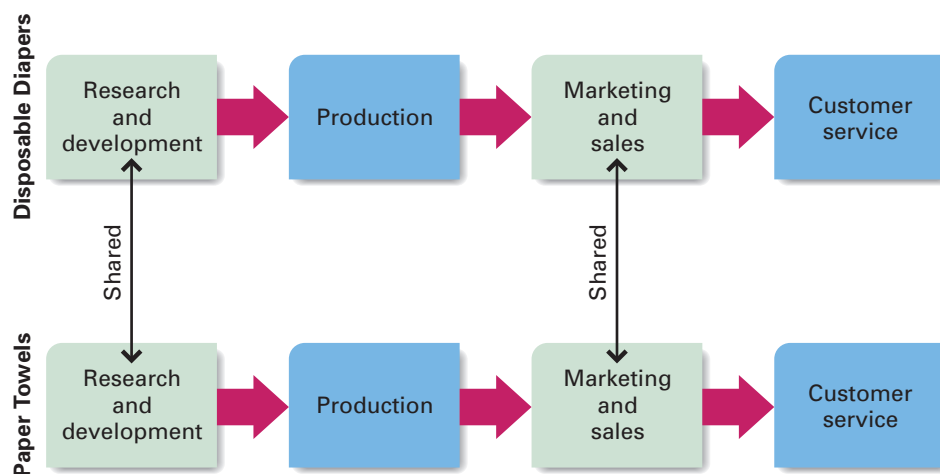 Disposable Diapers
Research
and
development
Production
Marketing
and
sales
Customer
service
Shared
Shared
Paper Towels
Research
and
development
Production
Marketing
and
sales
Customer
service